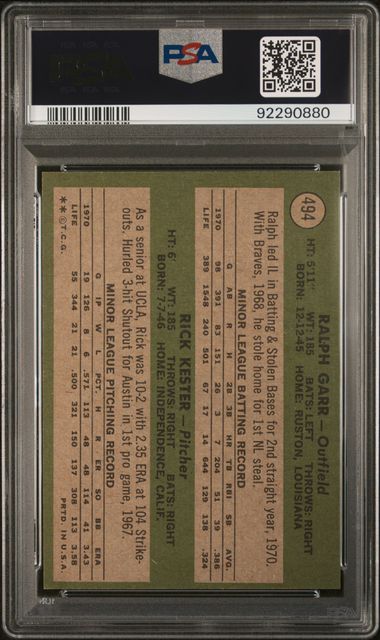 PSA
92290880
494
RALPH GARR — Outfield
HT: 5'11" WT: 185 BATS: LEFT THROWS: RIGHT
BORN: 12-12-45 HOME: RUSTON, LOUISIANA
Ralph led IL in Batting & Stolen Bases for 2nd straight year, 1970.
With Braves, 1968, he stole home for 1st NL steal.
MINOR LEAGUE BATTING RECORD
G AB R H 2B 3B HR TB RBI SB AVG.
1970 98 391 83 151 26 3 7 204 51 39 .386
LIFE 389 1548 240 501 67 17 14 644 129 138 .324
RICK KESTER — Pitcher
HT: 6' WT: 185 THROWS: RIGHT BATS: RIGHT
BORN: 7-7-46 HOME: INDEPENDENCE, CALIF.
As a senior at UCLA, Rick was 10-2 with 2.35 ERA at 104 Strike-
outs. Hurled 3-hit Shutout for Austin in 1st pro game, 1967.
MINOR LEAGUE PITCHING RECORD
G IP W L PCT H R ER SO BB ERA
1970 19 126 8 6 .571 113 48 48 114 41 3.43
LIFE 55 344 21 21 .500 321 150 137 308 113 3.58
**©T.C.G. PRTD. IN U.S.A.